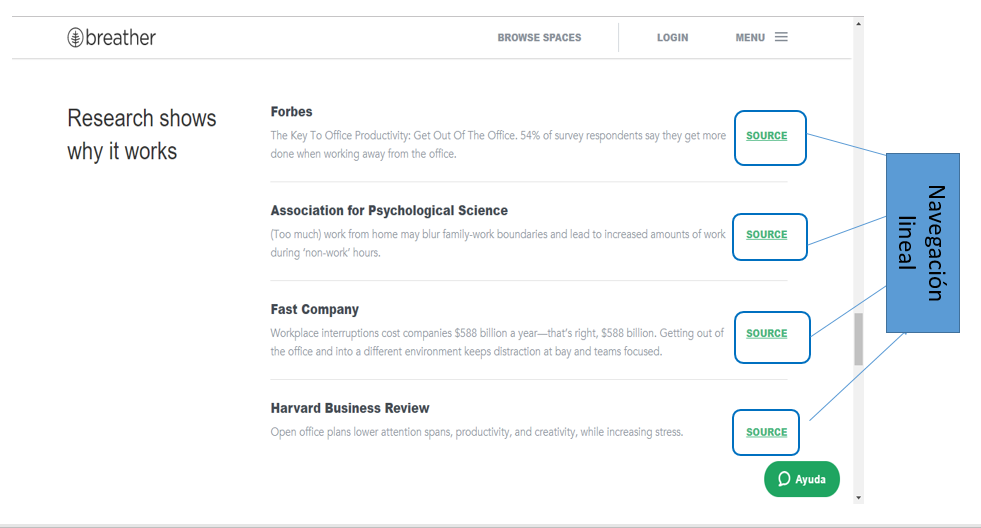 breather
BROWSE SPACES
LOGIN
MENU
Research shows
why it works
Forbes
The Key To Office Productivity: Get Out Of The Office. 54% of survey respondents say they get more
done when working away from the office.
SOURCE
Association for Psychological Science
(Too much) work from home may blur family-work boundaries and lead to increased amounts of work
during 'non-work' hours.
SOURCE
Fast Company
Workplace interruptions cost companies $588 billion a year—that's right, $588 billion. Getting out of
the office and into a different environment keeps distraction at bay and teams focused.
SOURCE
Harvard Business Review
Open office plans lower attention spans, productivity, and creativity, while increasing stress.
SOURCE
Navegación
lineal
Ayuda